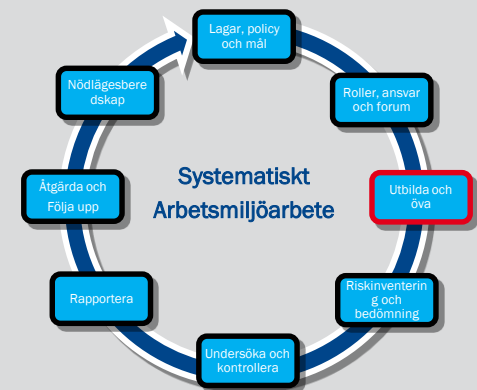 Lagar, policy
och mål
Roller, ansvar
och forum
Utbilda och
öva
Riskinventerin
g och
bedömning
Undersöka och
kontrollera
Rapportera
Åtgärda och
Följa upp
Nödlägesbere
dskap
Systematiskt
Arbetsmiljöarbete